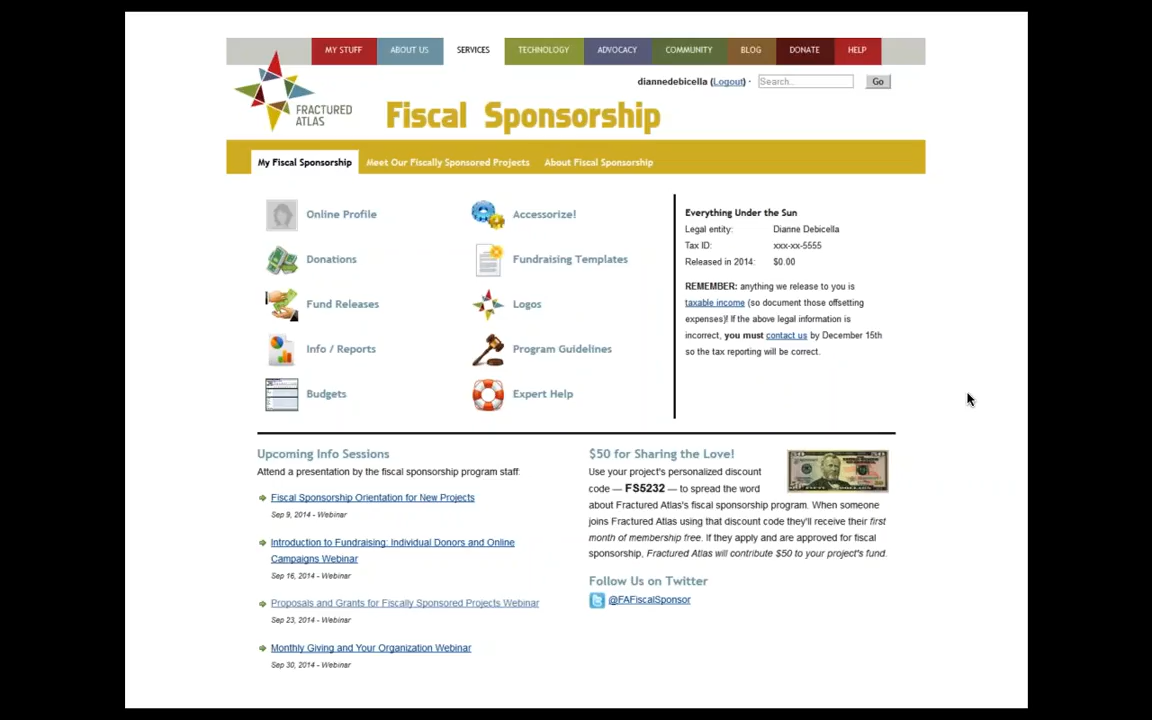 MY STUFF ABOUT US SERVICES TECHNOLOGY ADVOCACY COMMUNITY BLOG DONATE HELP
diannedebicella (Logout) · Search... Go
FRACTURED
ATLAS
Fiscal Sponsorship
My Fiscal Sponsorship Meet Our Fiscally Sponsored Projects About Fiscal Sponsorship
Online Profile
Accessorize!
Donations
Fundraising Templates
Fund Releases
Logos
Info / Reports
Program Guidelines
Budgets
Expert Help
Everything Under the Sun
Legal entity: Dianne Debicella
Tax ID: xxx-xx-5555
Released in 2014: $0.00
REMEMBER: anything we release to you is
taxable income (so document those offsetting
expenses)! If the above legal information is
incorrect, you must contact us by December 15th
so the tax reporting will be correct.
Upcoming Info Sessions
Attend a presentation by the fiscal sponsorship program staff:
Fiscal Sponsorship Orientation for New Projects
Sep 9, 2014 - Webinar
Introduction to Fundraising: Individual Donors and Online
Campaigns Webinar
Sep 16, 2014 - Webinar
Proposals and Grants for Fiscally Sponsored Projects Webinar
Sep 23, 2014 - Webinar
Monthly Giving and Your Organization Webinar
Sep 30, 2014 - Webinar
$50 for Sharing the Love!
Use your project's personalized discount
code — FS5232 — to spread the word
about Fractured Atlas's fiscal sponsorship program. When someone
joins Fractured Atlas using that discount code they'll receive their first
month of membership free. If they apply and are approved for fiscal
sponsorship, Fractured Atlas will contribute $50 to your project's fund.
Follow Us on Twitter
@FAFiscalSponsor